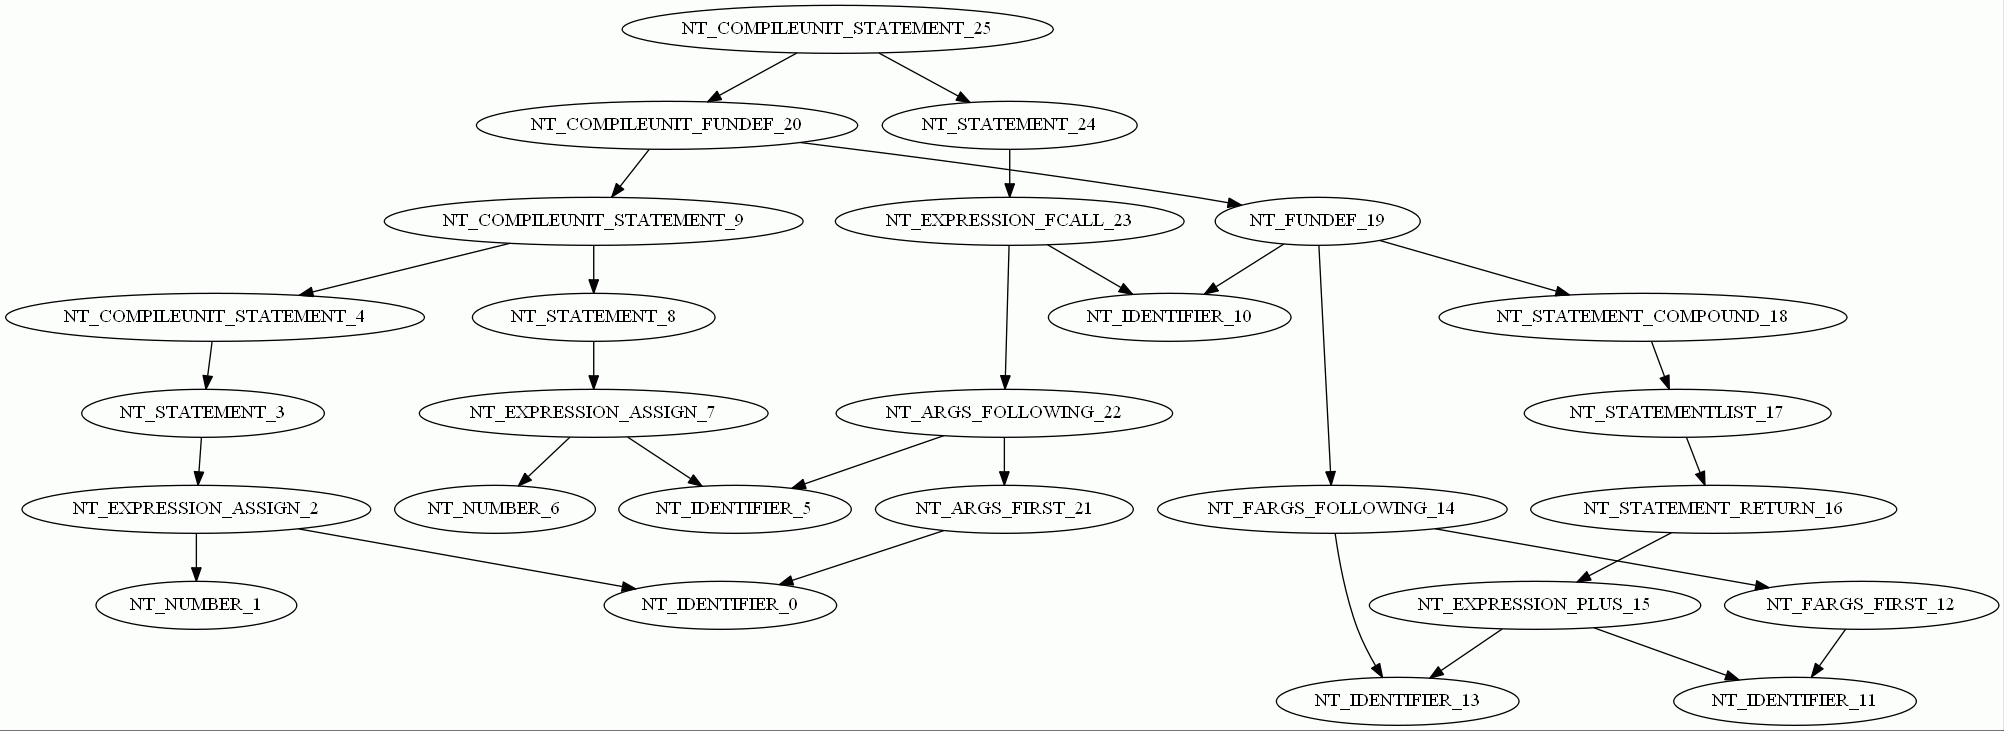 NT_COMPILEUNIT_STATEMENT_25
NT_COMPILEUNIT_FUNDEF_20
NT_STATEMENT_24
NT_COMPILEUNIT_STATEMENT_9
NT_EXPRESSION_FCALL_23
NT_FUNDEF_19
NT_COMPILEUNIT_STATEMENT_4
NT_STATEMENT_8
NT_IDENTIFIER_10
NT_STATEMENT_COMPOUND_18
NT_STATEMENT_3
NT_EXPRESSION_ASSIGN_7
NT_ARGS_FOLLOWING_22
NT_STATEMENTLIST_17
NT_EXPRESSION_ASSIGN_2
NT_NUMBER_6
NT_IDENTIFIER_5
NT_ARGS_FIRST_21
NT_FARGS_FOLLOWING_14
NT_STATEMENT_RETURN_16
NT_NUMBER_1
NT_IDENTIFIER_0
NT_EXPRESSION_PLUS_15
NT_FARGS_FIRST_12
NT_IDENTIFIER_13
NT_IDENTIFIER_11